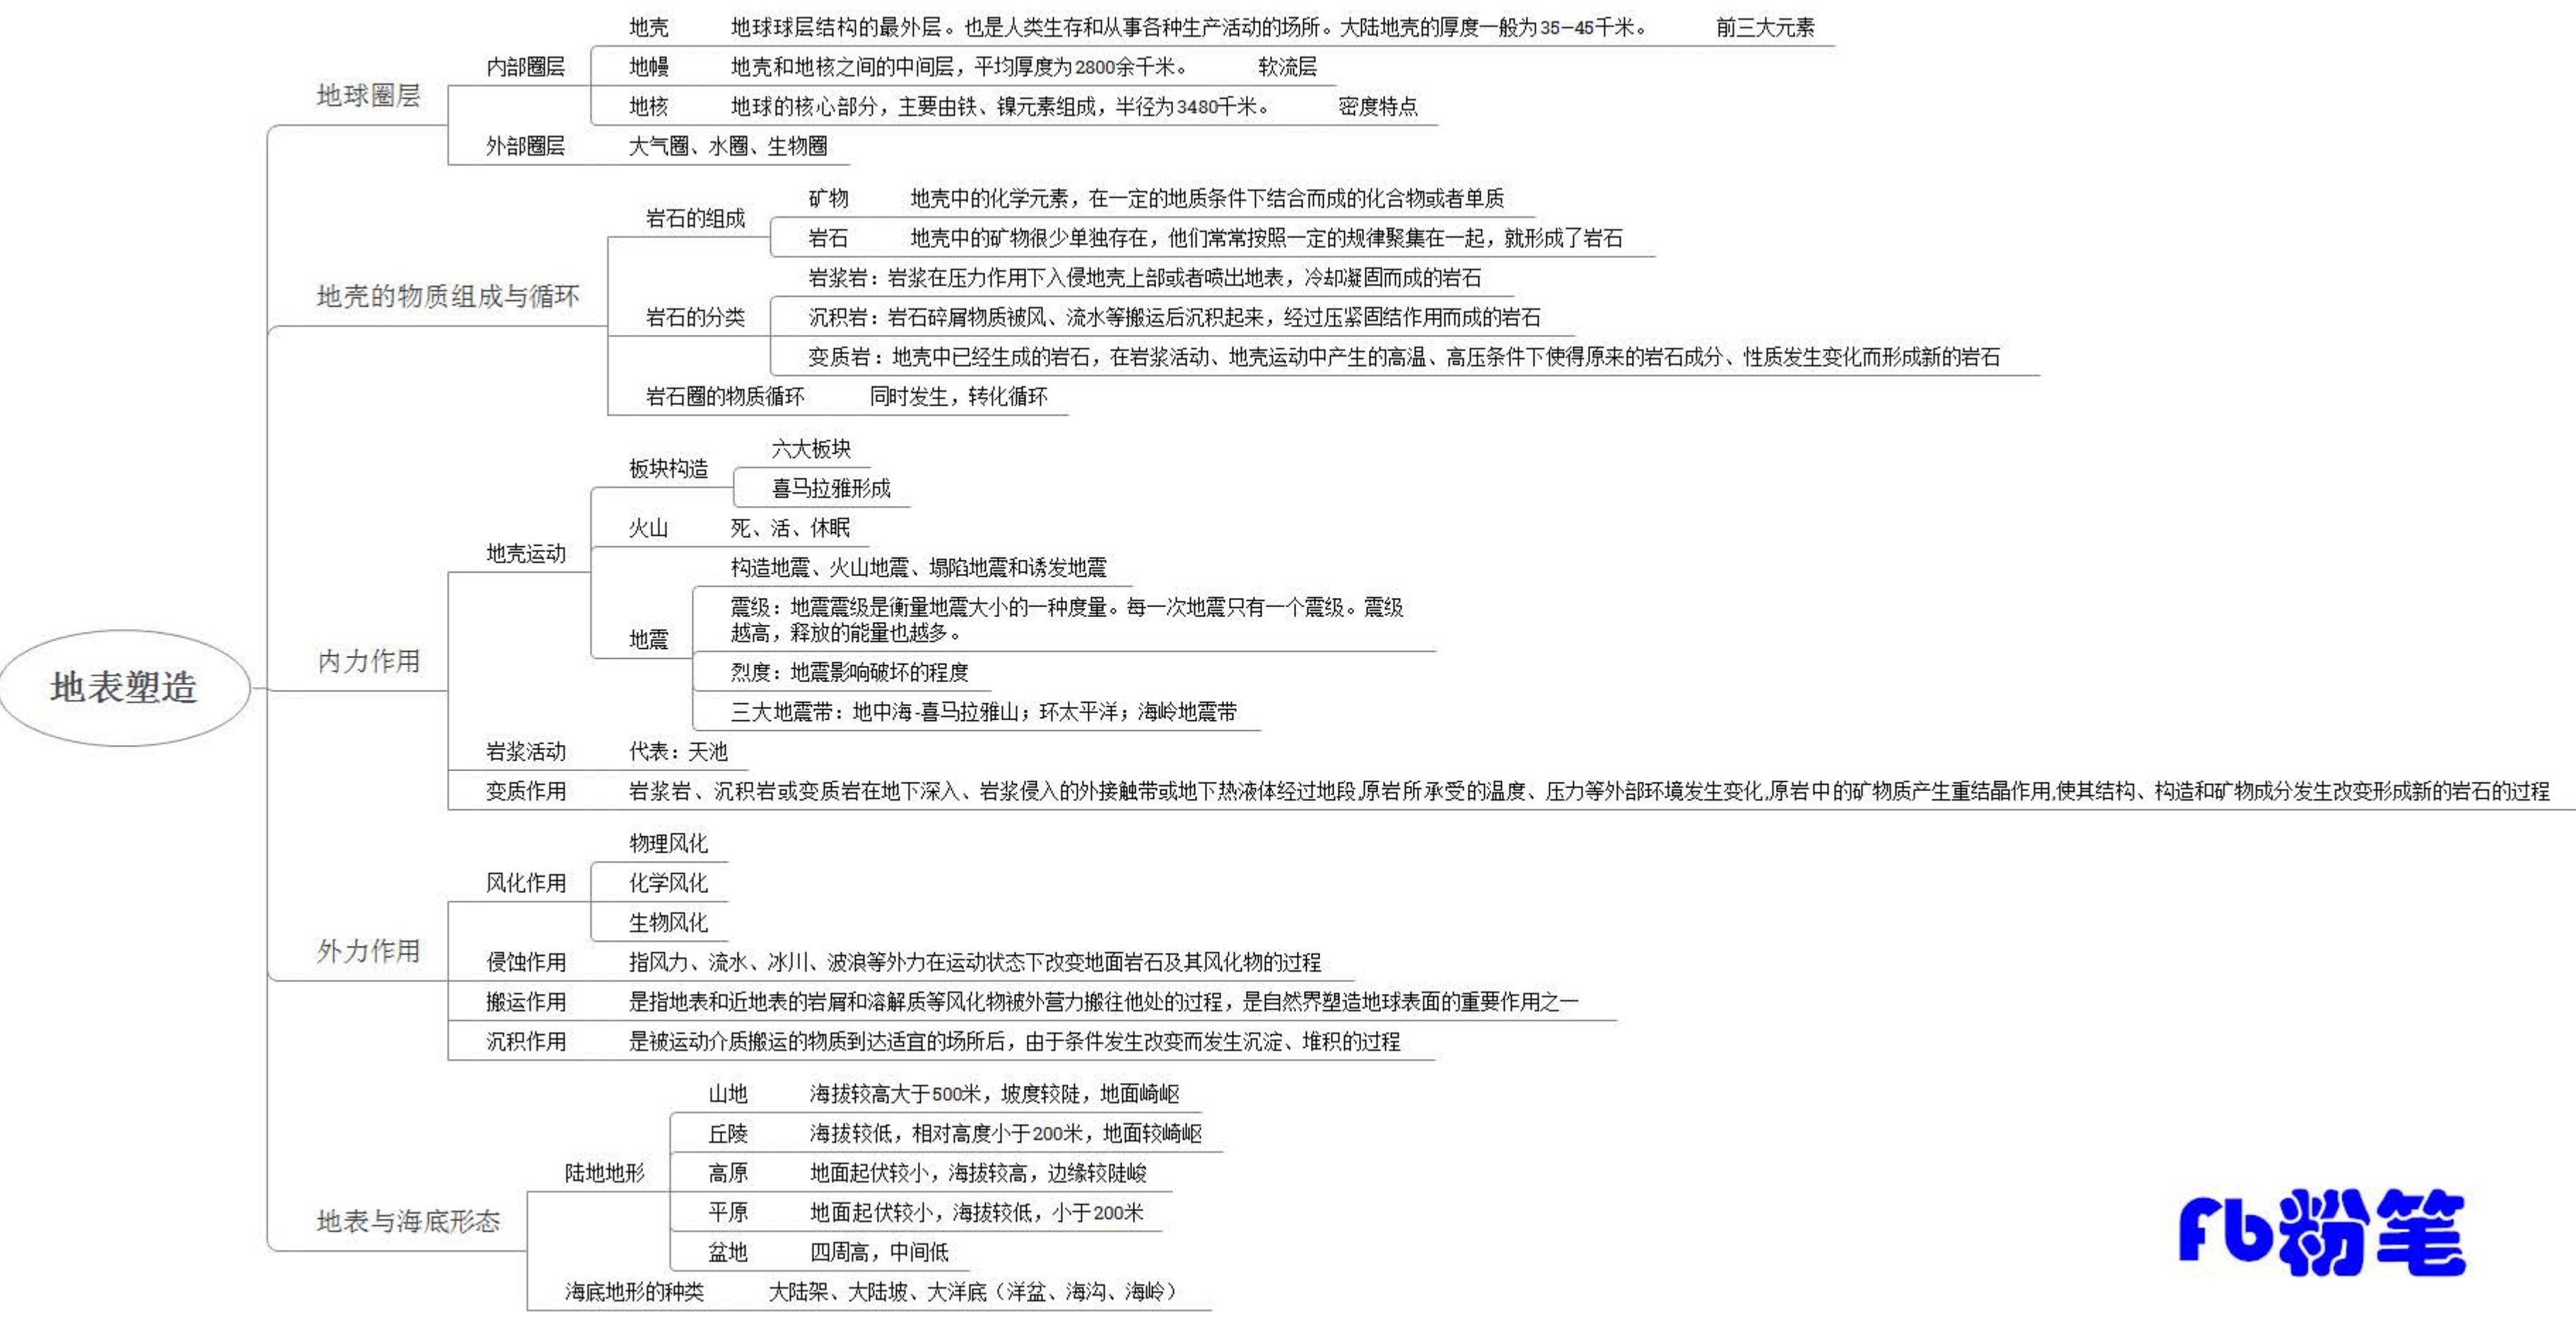 地壳 地球球层结构的最外层。也是人类生存和从事各种生产活动的场所。大陆地壳的厚度一般为35—45千米。 前三大元素
内部圈层 地幔 地壳和地核之间的中间层，平均厚度为2800余千米。 软流层
地球圈层
地核 地球的核心部分，主要由铁、镍元素组成，半径为3480千米。 密度特点
外部圈层 大气圈、水圈、生物圈
矿物 地壳中的化学元素，在一定的地质条件下结合而成的化合物或者单质
岩石的组成
岩石 地壳中的矿物很少单独存在，他们常常按照一定的规律聚集在一起，就形成了岩石
岩浆岩：岩浆在压力作用下入侵地壳上部或者喷出地表，冷却凝固而成的岩石
地壳的物质组成与循环
岩石的分类 沉积岩：岩石碎屑物质被风、流水等搬运后沉积起来，经过压紧固结作用而成的岩石
变质岩：地壳中已经生成的岩石，在岩浆活动、地壳运动中产生的高温、高压条件下使得原来的岩石成分、性质发生变化而形成新的岩石
岩石圈的物质循环 同时发生，转化循环
六大板块
板块构造
喜马拉雅形成
火山 死、活、休眠
地壳运动
构造地震、火山地震、塌陷地震和诱发地震
震级：地震震级是衡量地震大小的一种度量。每一次地震只有一个震级。震级
越高，释放的能量也越多。
地震
内力作用
烈度：地震影响破坏的程度
地表塑造
三大地震带：地中海-喜马拉雅山；环太平洋；海岭地震带
岩浆活动 代表：天池
变质作用 岩浆岩、沉积岩或变质岩在地下深入、岩浆侵入的外接触带或地下热液体经过地段,原岩所承受的温度、压力等外部环境发生变化,原岩中的矿物质产生重结晶作用,使其结构、构造和矿物成分发生改变形成新的岩石的过程
物理风化
风化作用 化学风化
生物风化
外力作用
侵蚀作用 指风力、流水、冰川、波浪等外力在运动状态下改变地面岩石及其风化物的过程
搬运作用 是指地表和近地表的岩屑和溶解质等风化物被外营力搬往他处的过程，是自然界塑造地球表面的重要作用之一
沉积作用 是被运动介质搬运的物质到达适宜的场所后，由于条件发生改变而发生沉淀、堆积的过程
山地 海拔较高大于500米，坡度较陡，地面崎岖
丘陵 海拔较低，相对高度小于200米，地面较崎岖
陆地地形 高原 地面起伏较小，海拔较高，边缘较陡峻
平原 地面起伏较小，海拔较低，小于200米
地表与海底形态
盆地 四周高，中间低
海底地形的种类 大陆架、大陆坡、大洋底（洋盆、海沟、海岭）
fb粉笔